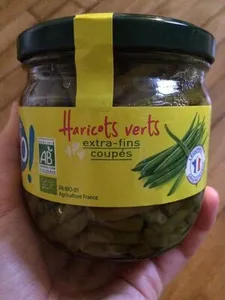 Haricots verts
extra-fins
coupés
AB
FR-BIO-01
Agriculture France